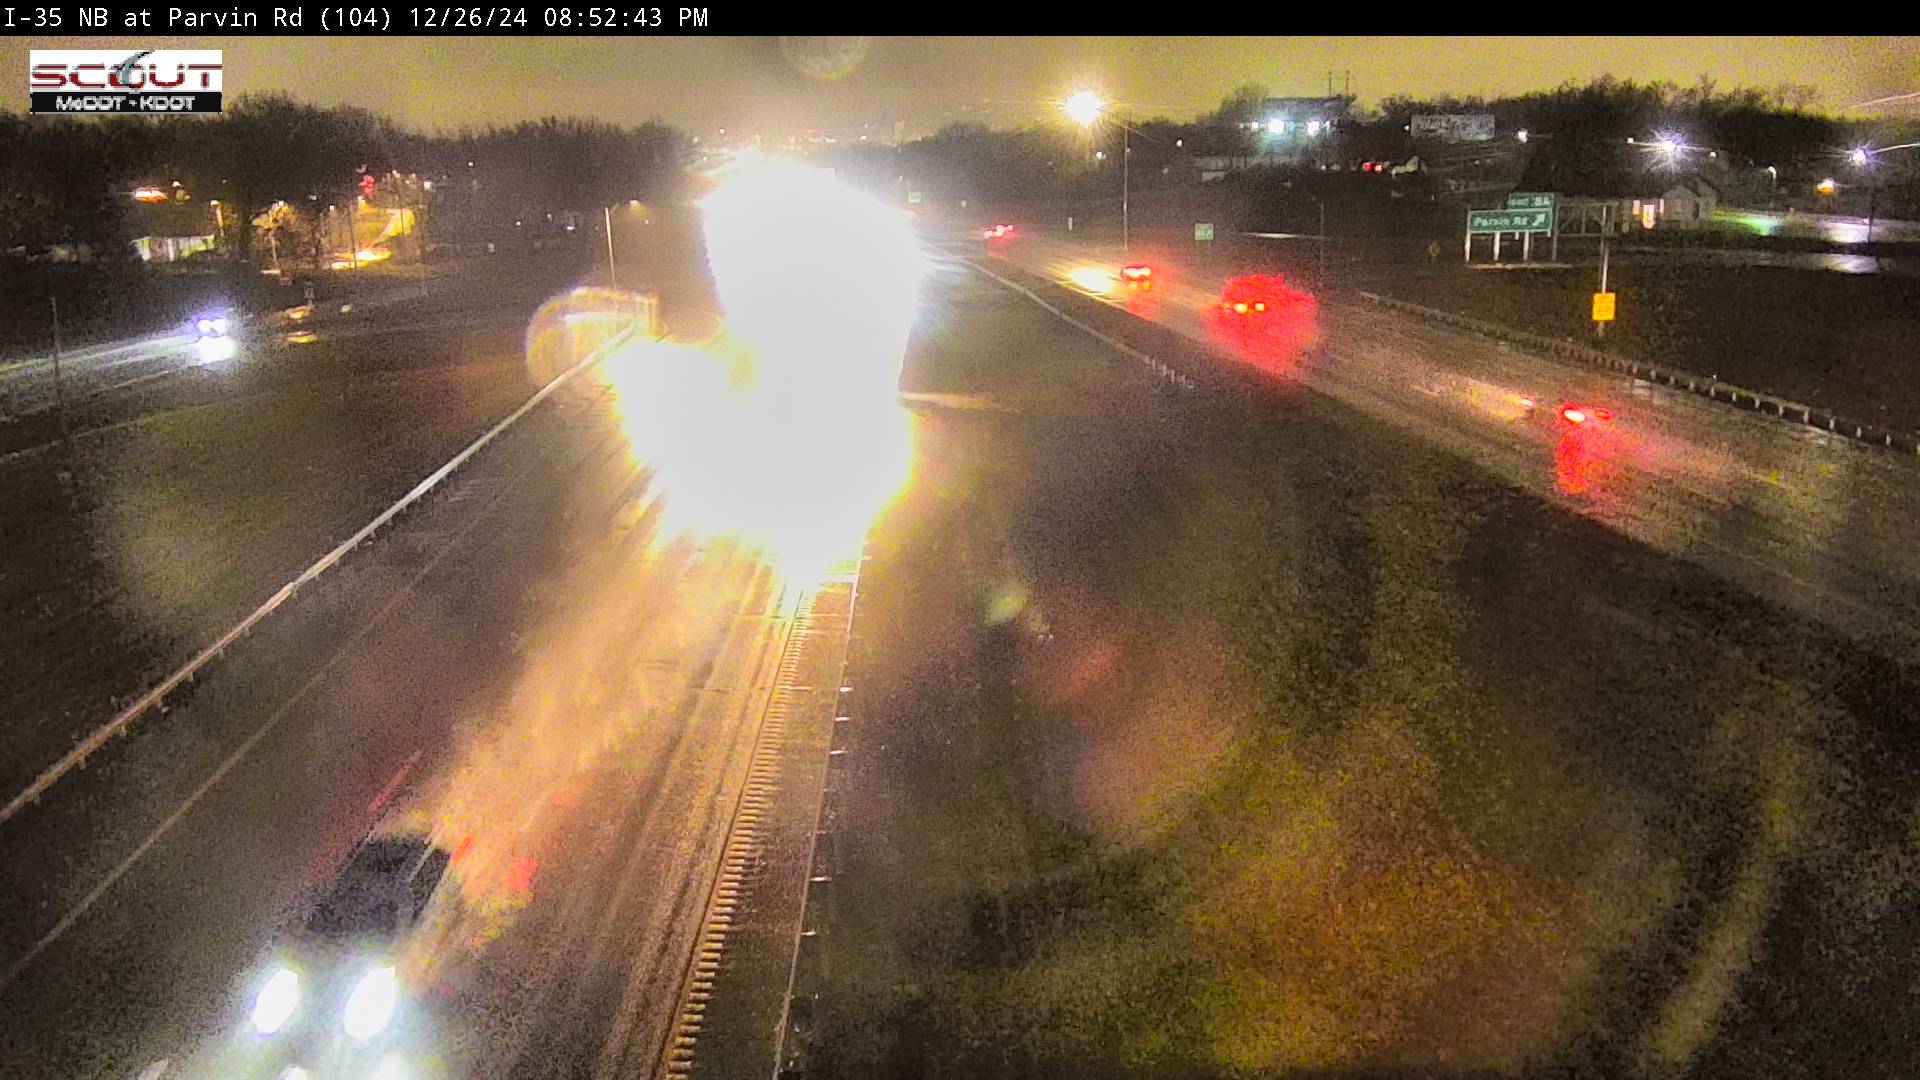 I-35 NB at Parvin Rd (104) 12/26/24 08:52:43 PM
SCOUT
MoDOT - KDOT
Parvin Rd